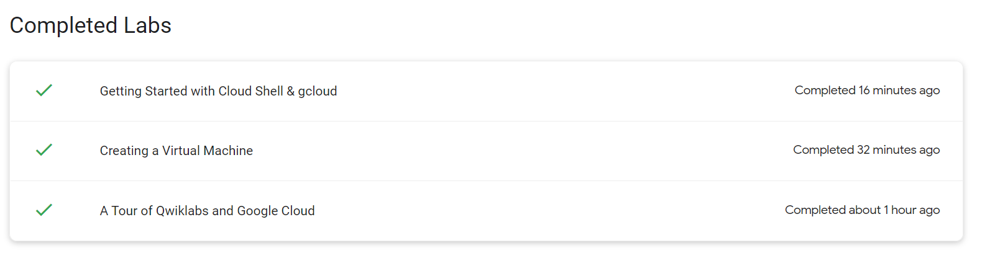 Completed Labs
Getting Started with Cloud Shell & gcloud
Completed 16 minutes ago
Creating a Virtual Machine
Completed 32 minutes ago
A Tour of Qwiklabs and Google Cloud
Completed about 1 hour ago